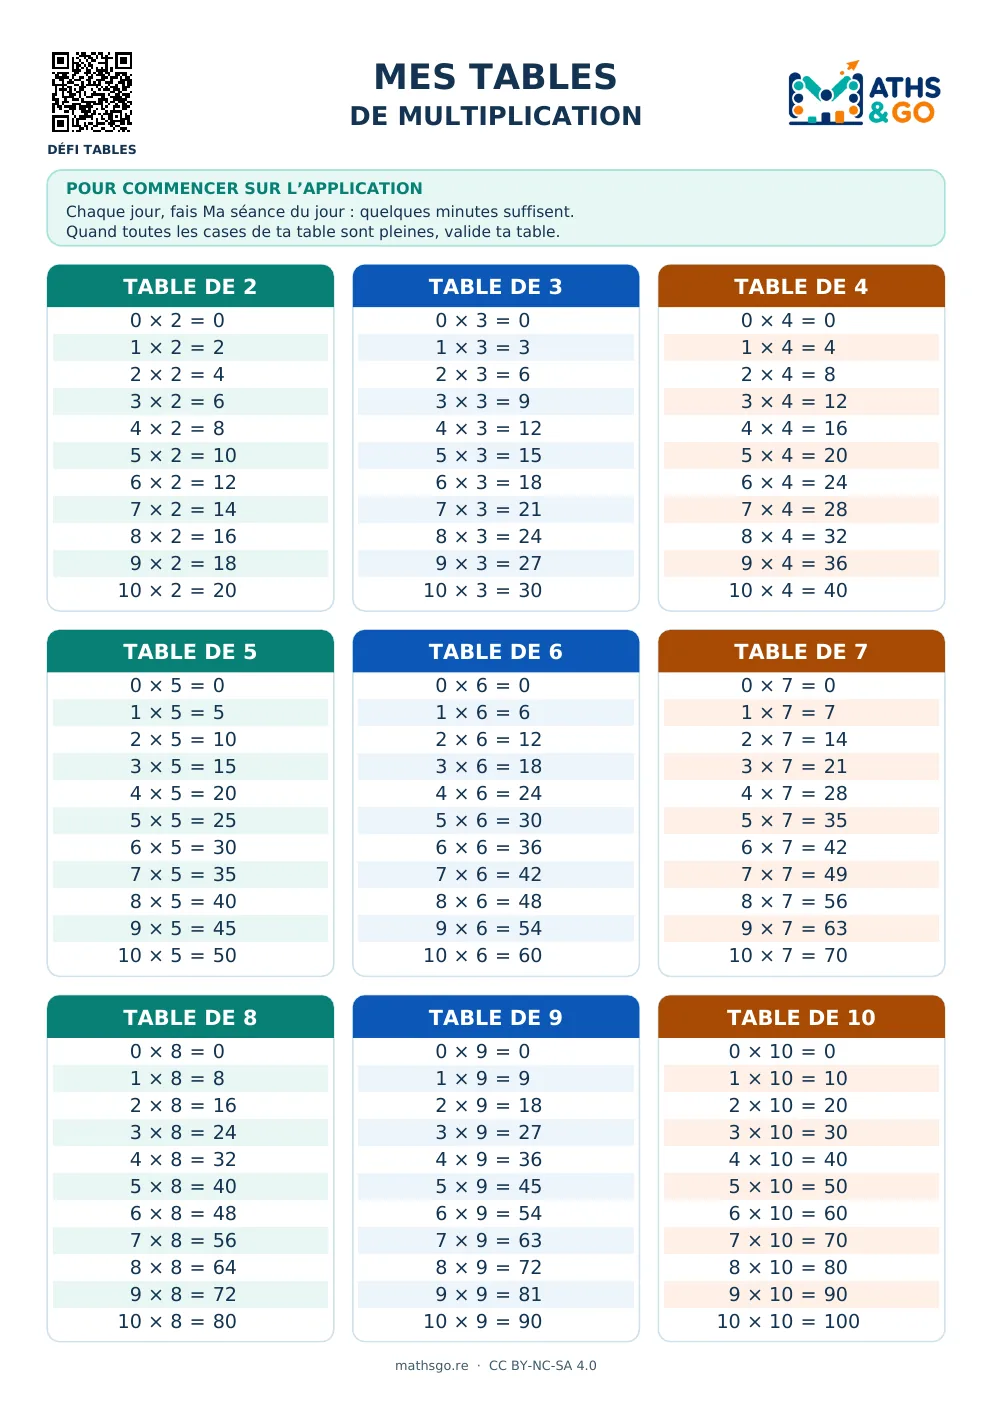 MES TABLES
DE MULTIPLICATION
ATHS
&GO
DÉFI TABLES
POUR COMMENCER SUR L’APPLICATION
Chaque jour, fais Ma séance du jour : quelques minutes suffisent.
Quand toutes les cases de ta table sont pleines, valide ta table.
TABLE DE 2
0 × 2 = 0
1 × 2 = 2
2 × 2 = 4
3 × 2 = 6
4 × 2 = 8
5 × 2 = 10
6 × 2 = 12
7 × 2 = 14
8 × 2 = 16
9 × 2 = 18
10 × 2 = 20
TABLE DE 3
0 × 3 = 0
1 × 3 = 3
2 × 3 = 6
3 × 3 = 9
4 × 3 = 12
5 × 3 = 15
6 × 3 = 18
7 × 3 = 21
8 × 3 = 24
9 × 3 = 27
10 × 3 = 30
TABLE DE 4
0 × 4 = 0
1 × 4 = 4
2 × 4 = 8
3 × 4 = 12
4 × 4 = 16
5 × 4 = 20
6 × 4 = 24
7 × 4 = 28
8 × 4 = 32
9 × 4 = 36
10 × 4 = 40
TABLE DE 5
0 × 5 = 0
1 × 5 = 5
2 × 5 = 10
3 × 5 = 15
4 × 5 = 20
5 × 5 = 25
6 × 5 = 30
7 × 5 = 35
8 × 5 = 40
9 × 5 = 45
10 × 5 = 50
TABLE DE 6
0 × 6 = 0
1 × 6 = 6
2 × 6 = 12
3 × 6 = 18
4 × 6 = 24
5 × 6 = 30
6 × 6 = 36
7 × 6 = 42
8 × 6 = 48
9 × 6 = 54
10 × 6 = 60
TABLE DE 7
0 × 7 = 0
1 × 7 = 7
2 × 7 = 14
3 × 7 = 21
4 × 7 = 28
5 × 7 = 35
6 × 7 = 42
7 × 7 = 49
8 × 7 = 56
9 × 7 = 63
10 × 7 = 70
TABLE DE 8
0 × 8 = 0
1 × 8 = 8
2 × 8 = 16
3 × 8 = 24
4 × 8 = 32
5 × 8 = 40
6 × 8 = 48
7 × 8 = 56
8 × 8 = 64
9 × 8 = 72
10 × 8 = 80
TABLE DE 9
0 × 9 = 0
1 × 9 = 9
2 × 9 = 18
3 × 9 = 27
4 × 9 = 36
5 × 9 = 45
6 × 9 = 54
7 × 9 = 63
8 × 9 = 72
9 × 9 = 81
10 × 9 = 90
TABLE DE 10
0 × 10 = 0
1 × 10 = 10
2 × 10 = 20
3 × 10 = 30
4 × 10 = 40
5 × 10 = 50
6 × 10 = 60
7 × 10 = 70
8 × 10 = 80
9 × 10 = 90
10 × 10 = 100
mathsgo.re · CC BY-NC-SA 4.0